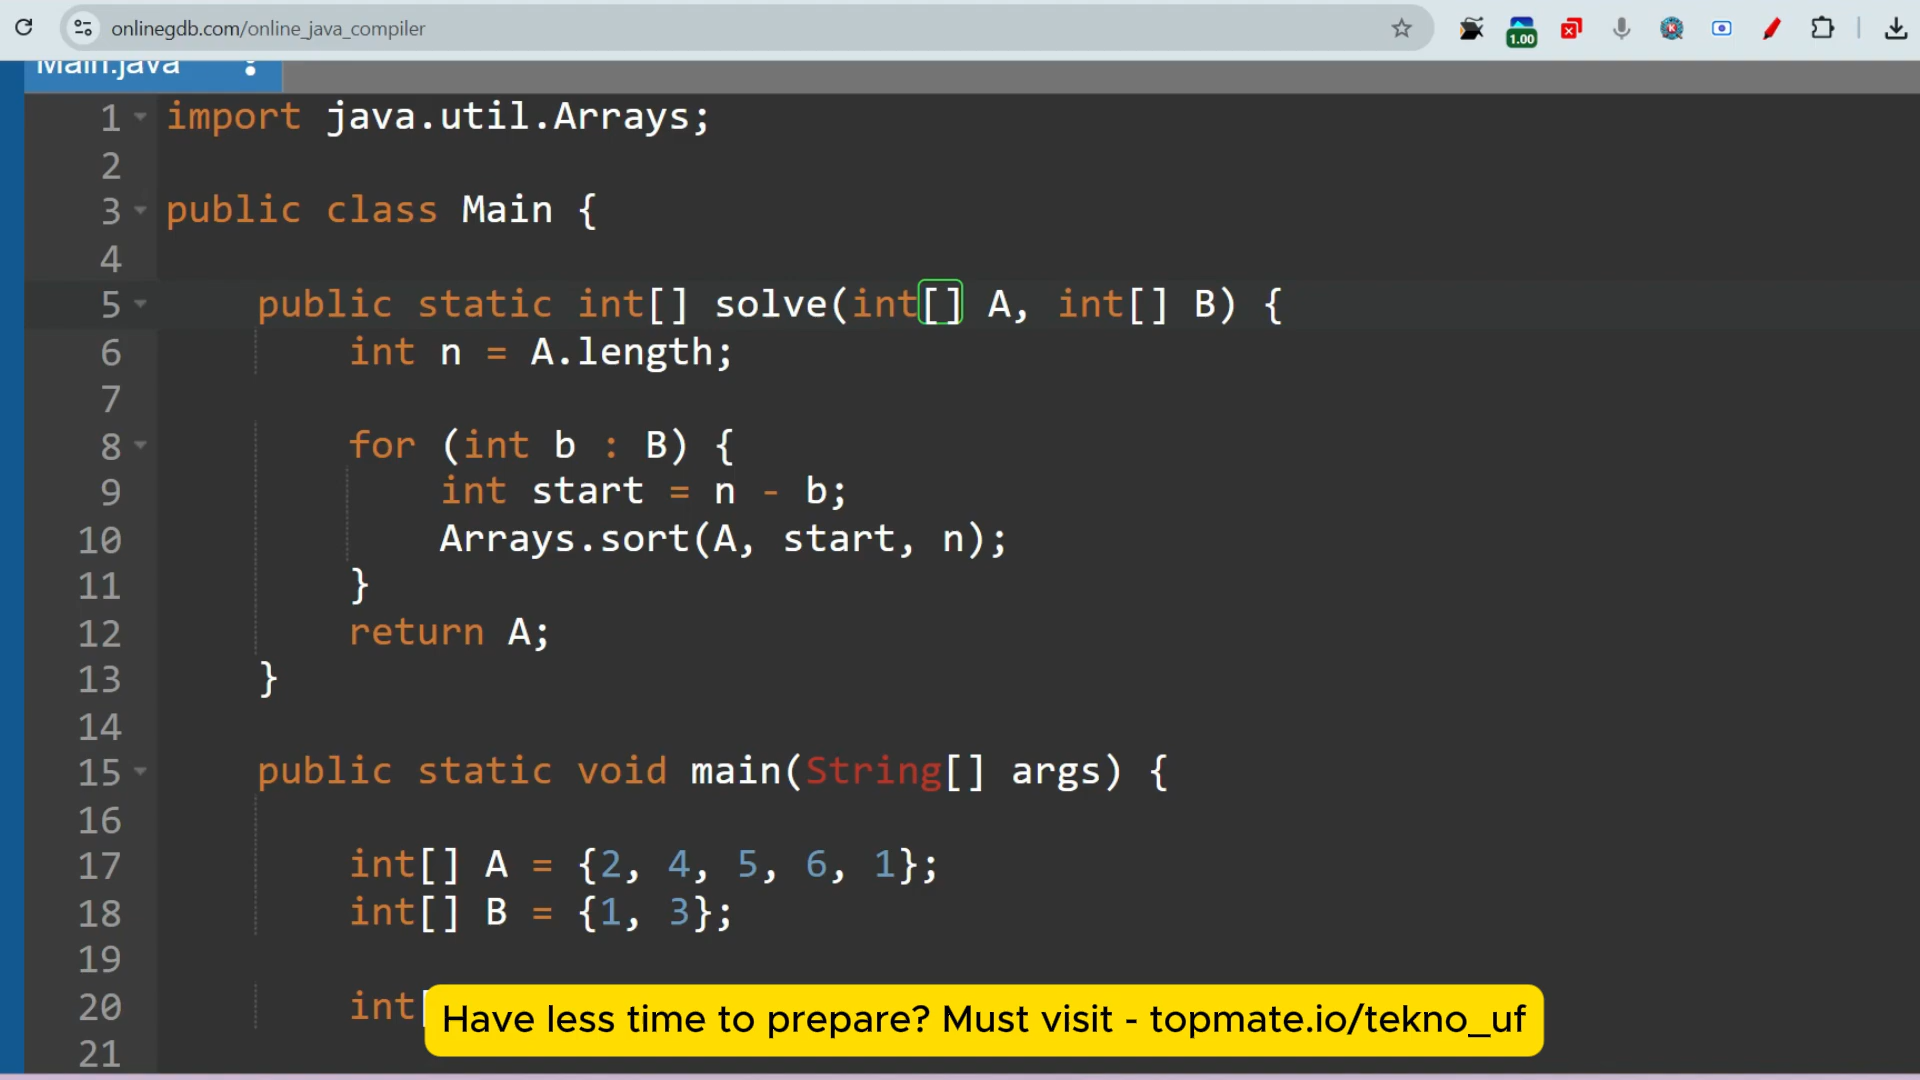 onlinegdb.com/online_java_compiler
1.00
Main.java
1 import java.util.Arrays;
2
3 public class Main {
4
5 public static int[] solve(int[] A, int[] B) {
6 int n = A.length;
7
8 for (int b : B) {
9 int start = n - b;
10 Arrays.sort(A, start, n);
11 }
12 return A;
13 }
14
15 public static void main(String[] args) {
16
17 int[] A = {2, 4, 5, 6, 1};
18 int[] B = {1, 3};
19
20 int[
21
Have less time to prepare? Must visit - topmate.io/tekno_uf